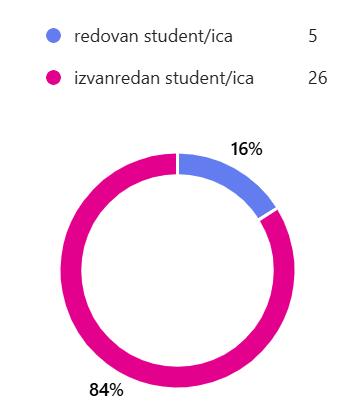 redovan student/ica 5
izvanredan student/ica 26
16%
84%